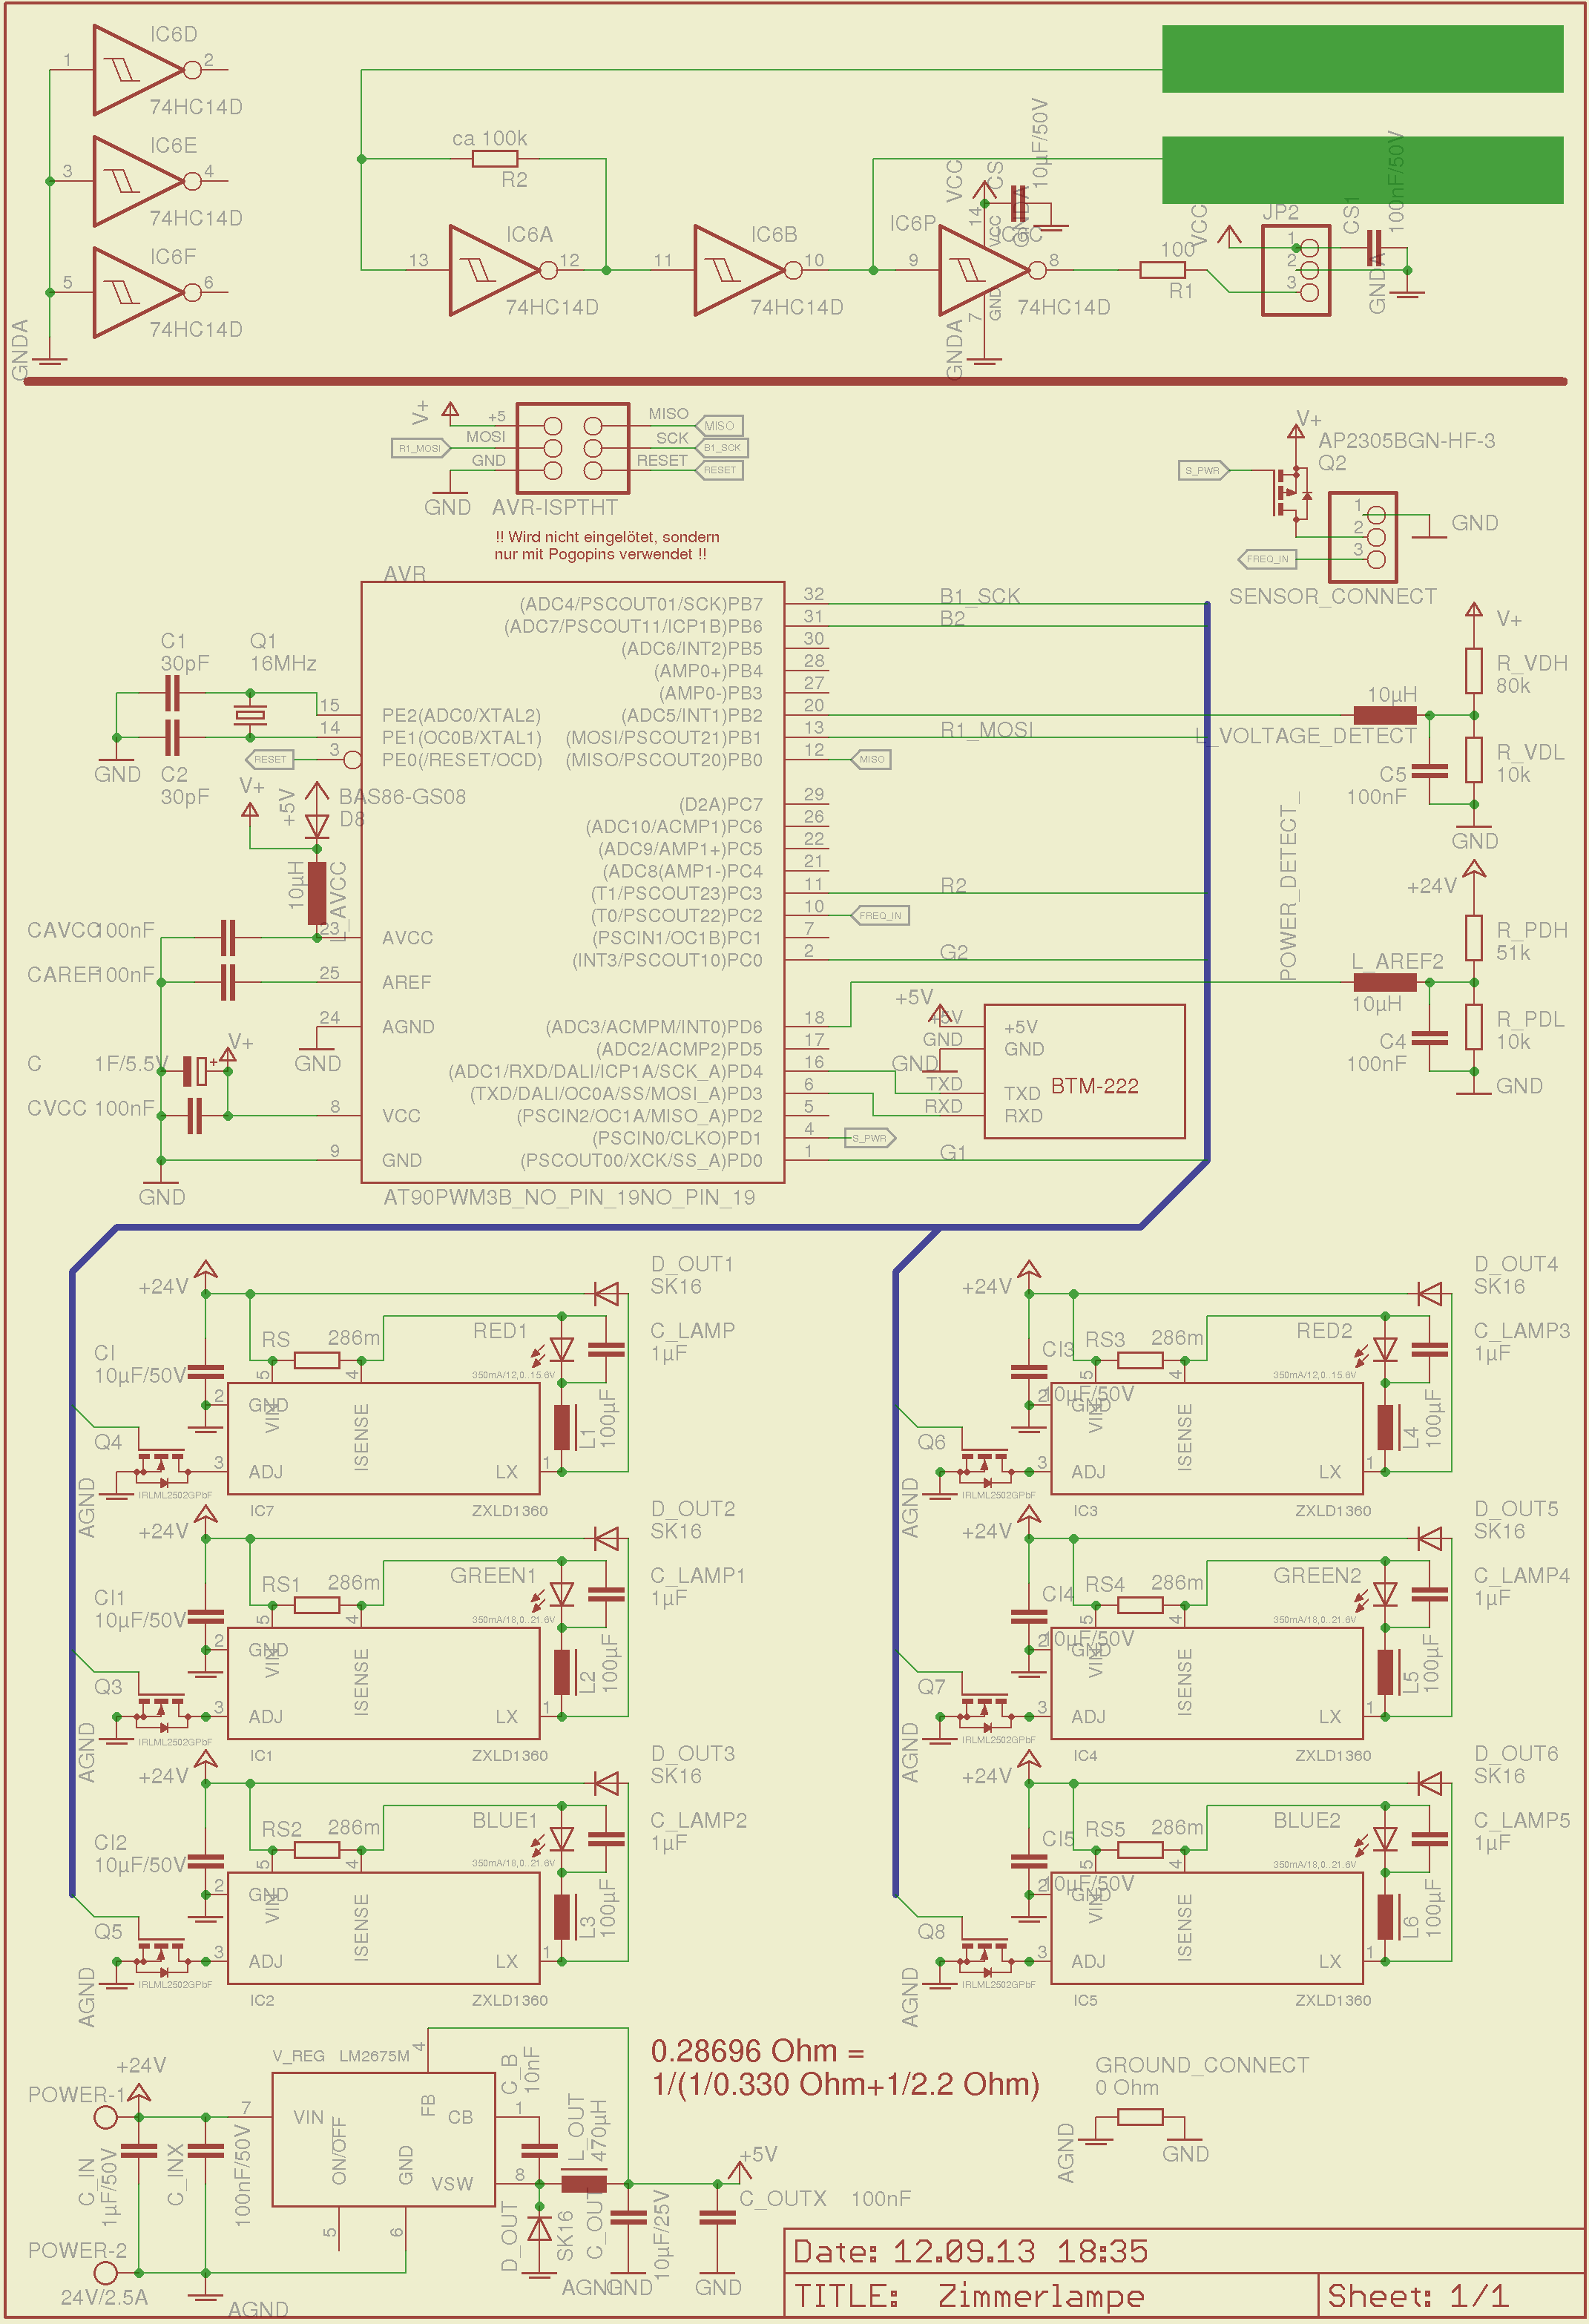 IC6D
1
2
74HC14D
IC6E
3
4
74HC14D
IC6F
5
6
74HC14D
GNDA
ca 100k
R2
IC6A
13
12
74HC14D
IC6B
11
10
74HC14D
IC6P
9
8
74HC14D
VCC
14
VCC
CS
10µF/50V
7
GND
GNDA
100
R1
VCC
JP2
1
2
3
CS1
100nF/50V
GNDA
V+
+5
MOSI
GND
R1_MOSI
GND
MISO
SCK
RESET
MISO
B1_SCK
RESET
AVR-ISPTHT
!! Wird nicht eingelötet, sondern
nur mit Pogopins verwendet !!
V+
AP2305BGN-HF-3
Q2
S_PWR
1
2
3
GND
FREQ_IN
SENSOR_CONNECT
AVR
(ADC4/PSCOUT01/SCK)PB7
32
B1_SCK
(ADC7/PSCOUT11/ICP1B)PB6
31
B2
(ADC6/INT2)PB5
30
(AMP0+)PB4
28
(AMP0-)PB3
27
(ADC5/INT1)PB2
20
(MOSI/PSCOUT21)PB1
13
R1_MOSI
(MISO/PSCOUT20)PB0
12
MISO
(D2A)PC7
29
(ADC10/ACMP1)PC6
26
(ADC9/AMP1+)PC5
22
(ADC8(AMP1-)PC4
21
(T1/PSCOUT23)PC3
11
R2
(T0/PSCOUT22)PC2
10
FREQ_IN
(PSCIN1/OC1B)PC1
7
(INT3/PSCOUT10)PC0
2
G2
(ADC3/ACMPM/INT0)PD6
18
(ADC2/ACMP2)PD5
17
(ADC1/RXD/DALI/ICP1A/SCK_A)PD4
16
(TXD/DALI/OC0A/SS/MOSI_A)PD3
6
(PSCIN2/OC1A/MISO_A)PD2
5
(PSCIN0/CLKO)PD1
4
S_PWR
(PSCOUT00/XCK/SS_A)PD0
1
G1
C1
30pF
Q1
16MHz
15
PE2(ADC0/XTAL2)
14
PE1(OC0B/XTAL1)
RESET
3
PE0(/RESET/OCD)
GND
C2
30pF
V+
+5V
BAS86-GS08
D8
10µH
L_AVCC
CAVCC
100nF
23
AVCC
CAREF
100nF
25
AREF
24
AGND
GND
V+
C
1F/5.5V
CVCC
100nF
8
VCC
9
GND
GND
AT90PWM3B_NO_PIN_19NO_PIN_19
+5V
+5V
+5V
GND
GND
GND
TXD
TXD
RXD
RXD
BTM-222
V+
R_VDH
80k
10µH
L_VOLTAGE_DETECT
R_VDL
10k
C5
100nF
GND
POWER_DETECT_
+24V
R_PDH
51k
L_AREF2
10µH
R_PDL
10k
C4
100nF
GND
+24V
D_OUT1
SK16
RS
286m
RED1
350mA/12,0..15.6V
C_LAMP
1µF
CI
10µF/50V
5
4
2
GND
VIN
ISENSE
L1
100µF
Q4
3
ADJ
LX
1
AGND
IRLML2502GPbF
IC7
ZXLD1360
+24V
D_OUT2
SK16
RS1
286m
GREEN1
350mA/18,0..21.6V
C_LAMP1
1µF
CI1
10µF/50V
5
4
2
GND
VIN
ISENSE
L2
100µF
Q3
3
ADJ
LX
1
AGND
IRLML2502GPbF
IC1
ZXLD1360
+24V
D_OUT3
SK16
RS2
286m
BLUE1
350mA/18,0..21.6V
C_LAMP2
1µF
CI2
10µF/50V
5
4
2
GND
VIN
ISENSE
L3
100µF
Q5
3
ADJ
LX
1
AGND
IRLML2502GPbF
IC2
ZXLD1360
+24V
D_OUT4
SK16
RS3
286m
RED2
350mA/12,0..15.6V
C_LAMP3
1µF
CI3
10µF/50V
5
4
2
GND
VIN
ISENSE
L4
100µF
Q6
3
ADJ
LX
1
AGND
IRLML2502GPbF
IC3
ZXLD1360
+24V
D_OUT5
SK16
RS4
286m
GREEN2
350mA/18,0..21.6V
C_LAMP4
1µF
CI4
10µF/50V
5
4
2
GND
VIN
ISENSE
L5
100µF
Q7
3
ADJ
LX
1
AGND
IRLML2502GPbF
IC4
ZXLD1360
+24V
D_OUT6
SK16
RS5
286m
BLUE2
350mA/18,0..21.6V
C_LAMP5
1µF
CI5
10µF/50V
5
4
2
GND
VIN
ISENSE
L6
100µF
Q8
3
ADJ
LX
1
AGND
IRLML2502GPbF
IC5
ZXLD1360
+24V
POWER-1
V_REG
LM2675M
4
7
VIN
FB
CB
1
C_B
10nF
ON/OFF
GND
VSW
8
L_OUT
470µH
C_IN
1µF/50V
C_INX
100nF/50V
5
6
D_OUT
SK16
C_OUT
10µF/25V
+5V
C_OUTX
100nF
AGND
GND
GND
POWER-2
24V/2.5A
AGND
0.28696 Ohm =
1/(1/0.330 Ohm+1/2.2 Ohm)
GROUND_CONNECT
0 Ohm
AGND
GND
Date: 12.09.13 18:35
TITLE: Zimmerlampe
Sheet: 1/1